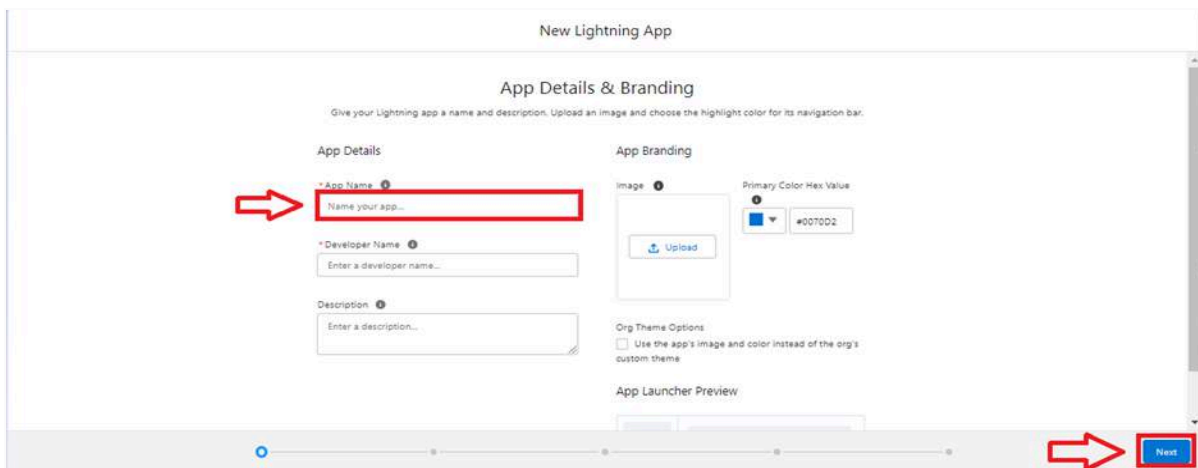 New Lightning App
App Details & Branding
Give your Lightning app a name and description. Upload an image and choose the highlight color for its navigation bar.
App Details
*App Name
Name your app...
*Developer Name
Enter a developer name...
Description
Enter a description...
App Branding
Image
Upload
Primary Color Hex Value
#0070D2
Org Theme Options
Use the app's image and color instead of the org's
custom theme
App Launcher Preview
Next